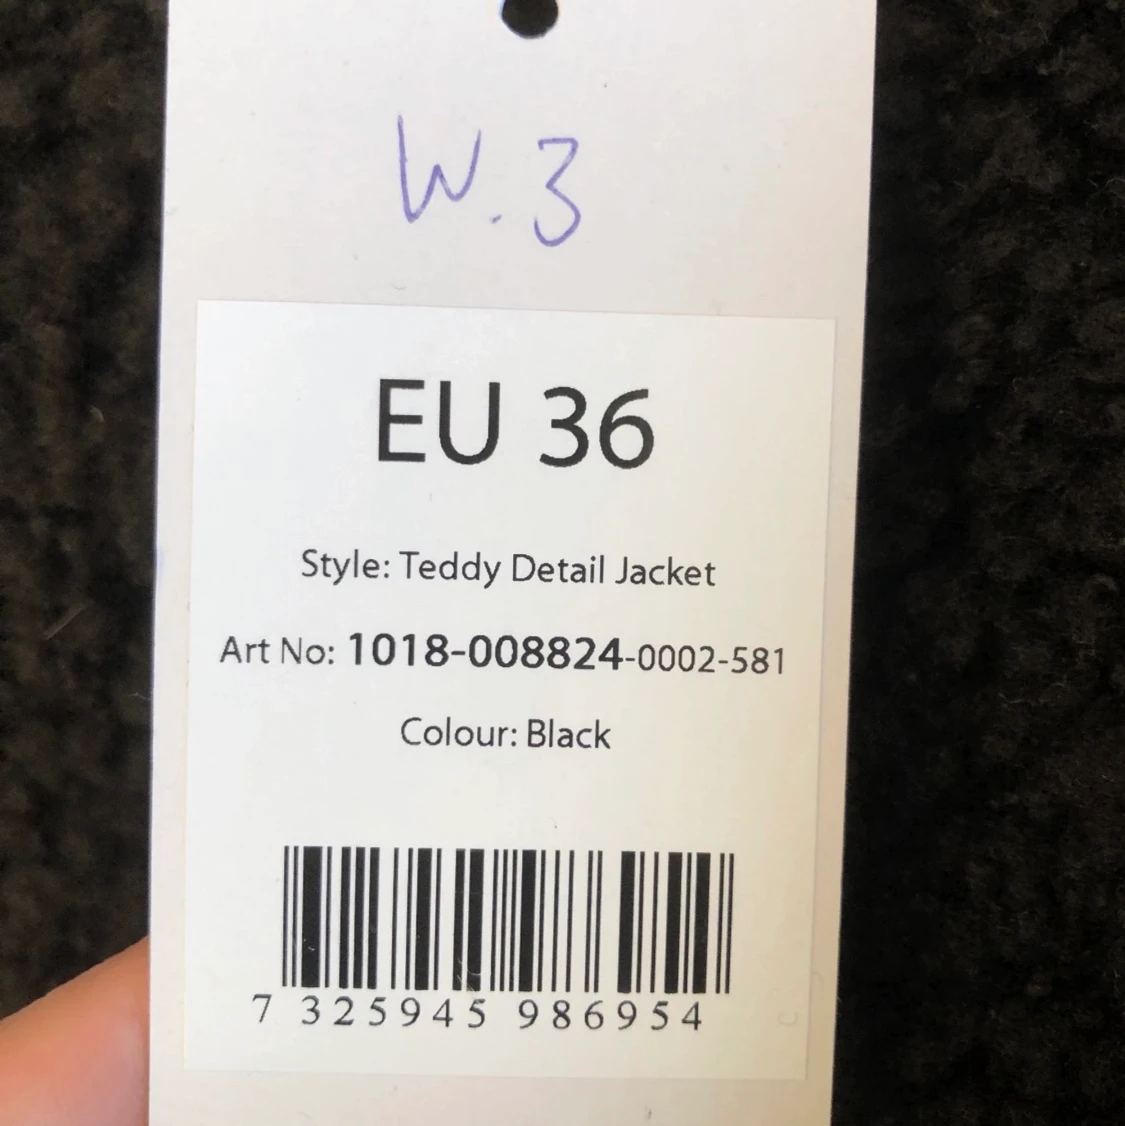 W.3
EU 36
Style: Teddy Detail Jacket
Art No: 1018-008824-0002-581
Colour: Black
7 325945 986954